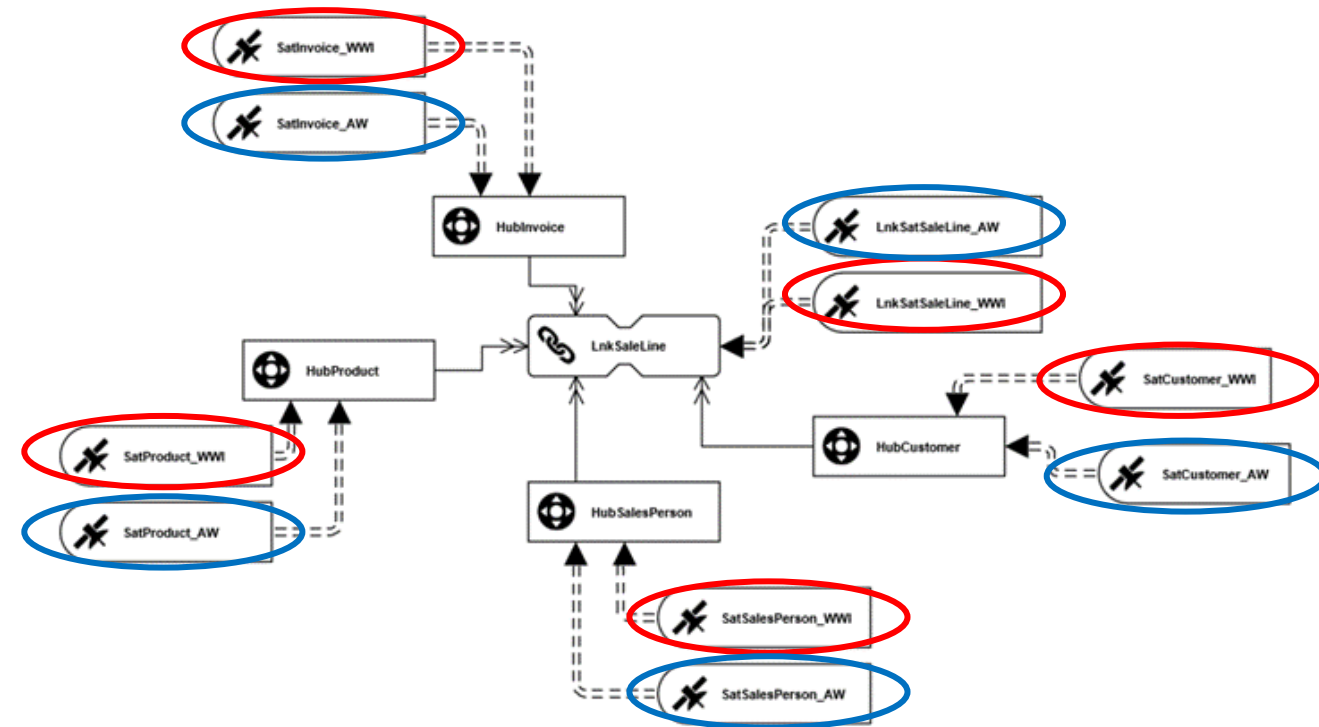 SatInvoice_WWI
SatInvoice_AW
HubInvoice
LnkSatSaleLine_AW
LnkSatSaleLine_WWI
LnkSaleLine
HubProduct
SatCustomer_WWI
HubCustomer
SatProduct_WWI
SatCustomer_AW
HubSalesPerson
SatProduct_AW
SatSalesPerson_WWI
SatSalesPerson_AW